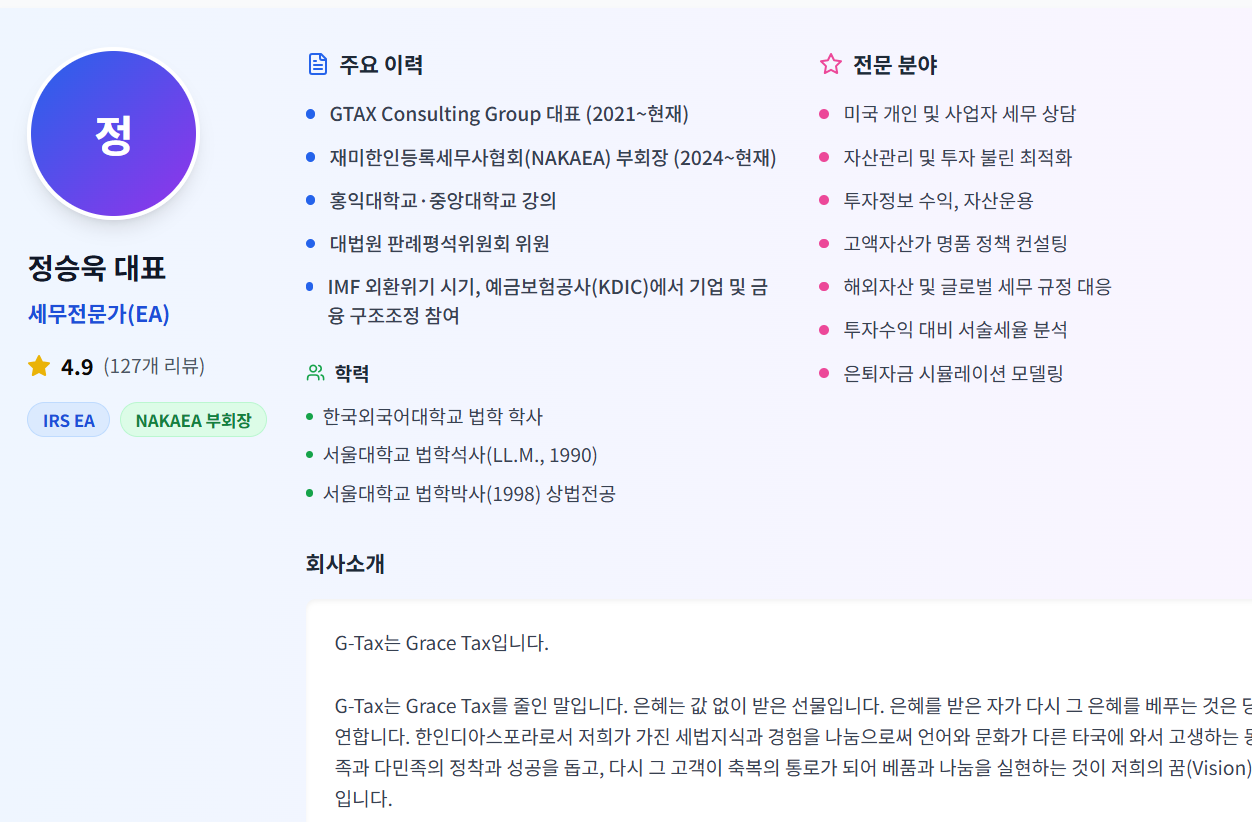 정
정승욱 대표
세무전문가(EA)
4.9 (127개 리뷰)
IRS EA
NAKAEA 부회장
주요 이력
GTAX Consulting Group 대표 (2021~현재)
재미한인등록세무사협회(NAKAEA) 부회장 (2024~현재)
홍익대학교·중앙대학교 강의
대법원 판례평석위원회 위원
IMF 외환위기 시기, 예금보험공사(KDIC)에서 기업 및 금
융 구조조정 참여
학력
한국외국어대학교 법학 학사
서울대학교 법학석사(LL.M., 1990)
서울대학교 법학박사(1998) 상법전공
전문 분야
미국 개인 및 사업자 세무 상담
자산관리 및 투자 불린 최적화
투자정보 수익, 자산운용
고액자산가 명품 정책 컨설팅
해외자산 및 글로벌 세무 규정 대응
투자수익 대비 서술세율 분석
은퇴자금 시뮬레이션 모델링
회사소개
G-Tax는 Grace Tax입니다.
G-Tax는 Grace Tax를 줄인 말입니다. 은혜는 값 없이 받은 선물입니다. 은혜를 받은 자가 다시 그 은혜를 베푸는 것은
연합니다. 한인디아스포라로서 저희가 가진 세법지식과 경험을 나눔으로써 언어와 문화가 다른 타국에 와서 고생하는
족과 다민족의 정착과 성공을 돕고, 다시 그 고객이 축복의 통로가 되어 베품과 나눔을 실현하는 것이 저희의 꿈(Vision)
입니다.